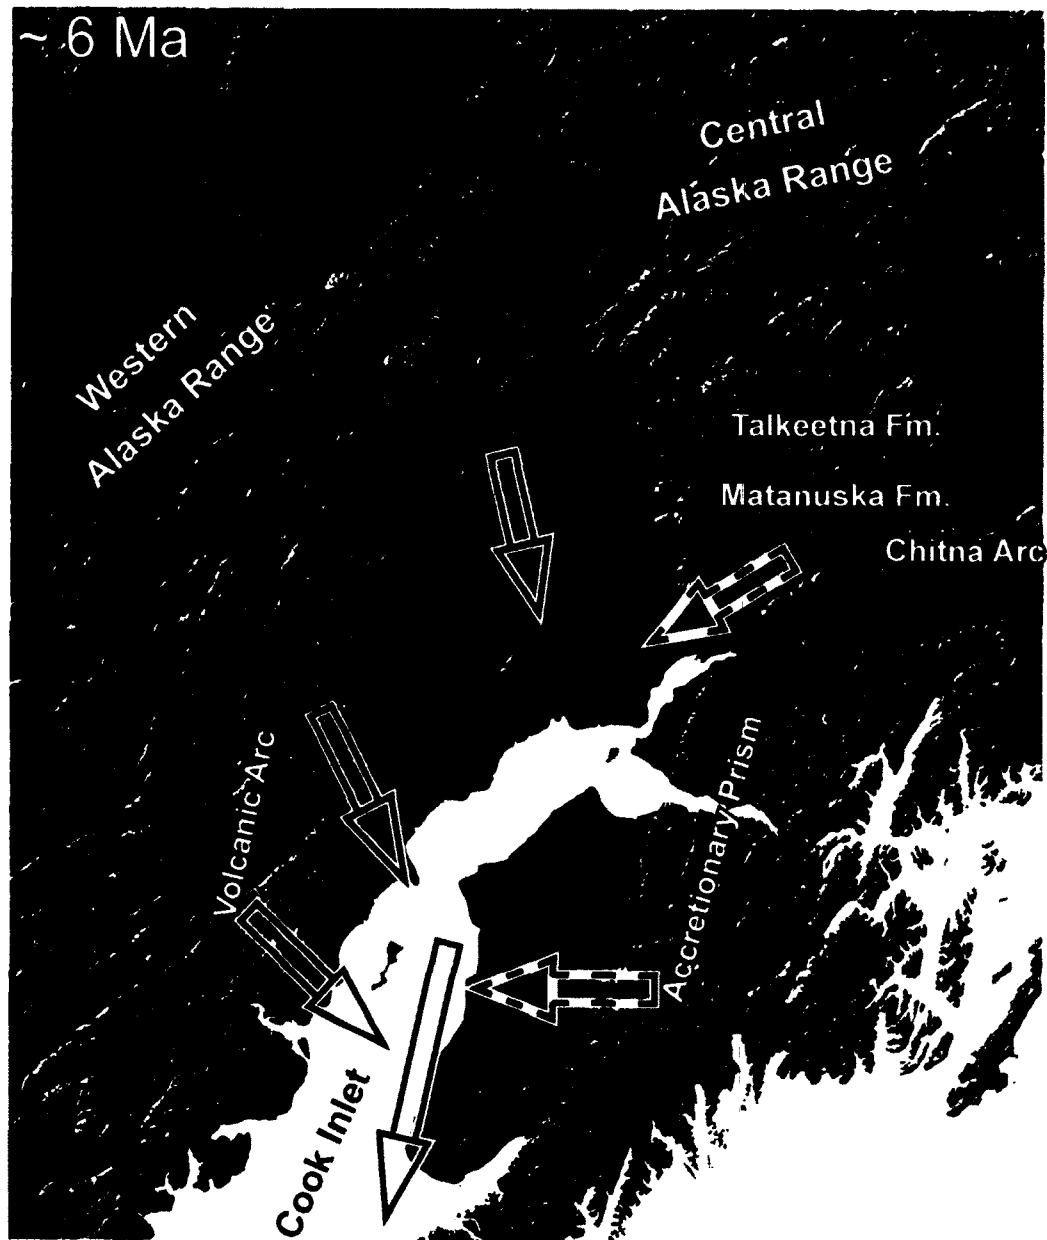 ~ 6 Ma
Central
Alaska Range
Western
Alaska Range
Talkeetna Fm.
Matanuska Fm.
Chitna Arc
Volcanic Arc
Accretionary Prism
Cook Inlet